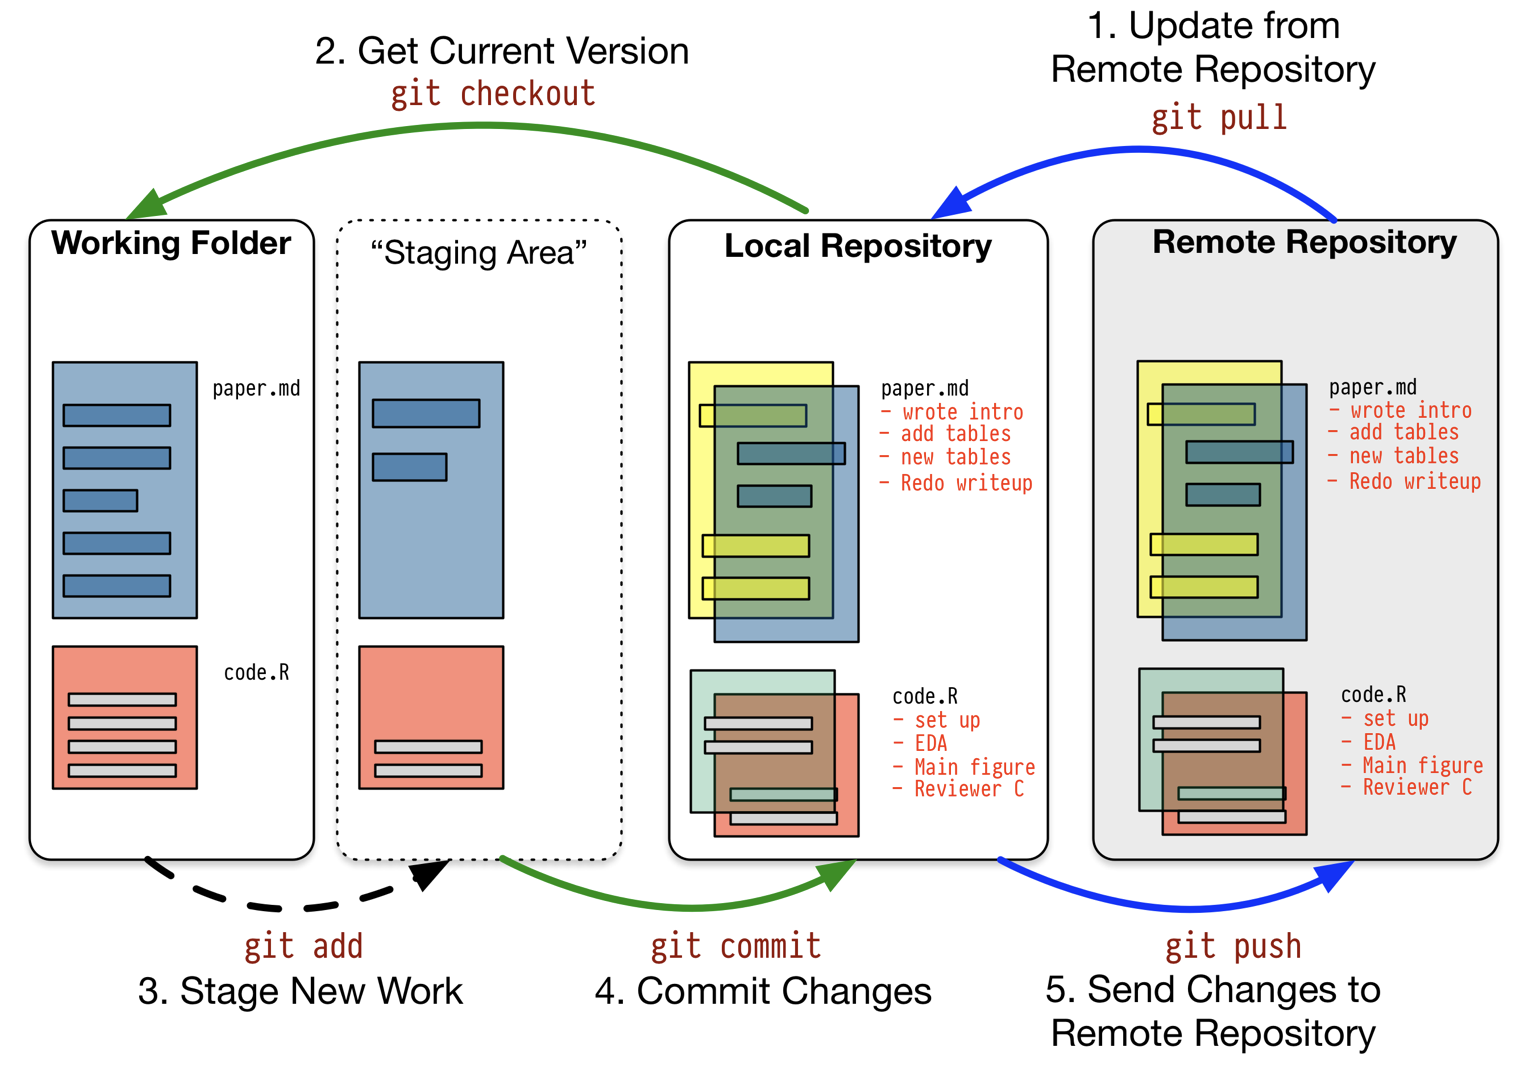 2. Get Current Version
git checkout
1. Update from
Remote Repository
git pull
Working Folder
paper.md
code.R
“Staging Area”
Local Repository
paper.md
- wrote intro
- add tables
- new tables
- Redo writeup
code.R
- set up
- EDA
- Main figure
- Reviewer C
Remote Repository
paper.md
- wrote intro
- add tables
- new tables
- Redo writeup
code.R
- set up
- EDA
- Main figure
- Reviewer C
git add
3. Stage New Work
git commit
4. Commit Changes
git push
5. Send Changes to
Remote Repository